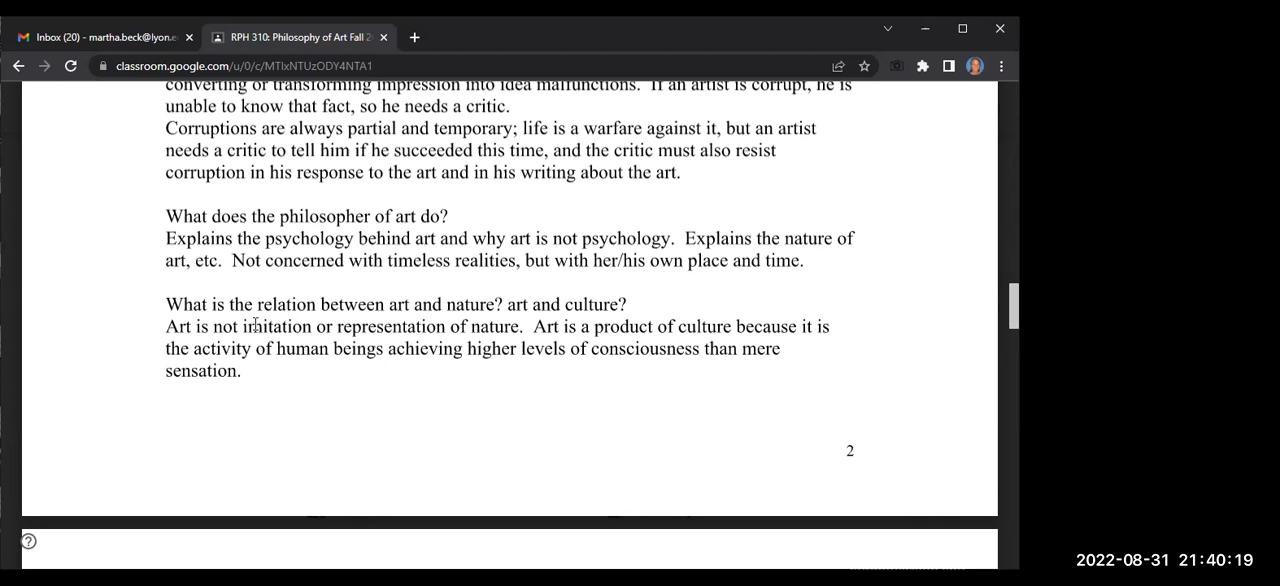 Inbox (20) - martha.beck@lyon.e
RPH 310: Philosophy of Art Fall 2
classroom.google.com/u/0/c/MTIxNTUzODY4NTA1
converting or transforming impression into idea malfunctions. If an artist is corrupt, he is
unable to know that fact, so he needs a critic.
Corruptions are always partial and temporary; life is a warfare against it, but an artist
needs a critic to tell him if he succeeded this time, and the critic must also resist
corruption in his response to the art and in his writing about the art.
What does the philosopher of art do?
Explains the psychology behind art and why art is not psychology. Explains the nature of
art, etc. Not concerned with timeless realities, but with her/his own place and time.
What is the relation between art and nature? art and culture?
Art is not imitation or representation of nature. Art is a product of culture because it is
the activity of human beings achieving higher levels of consciousness than mere
sensation.
2
2022-08-31 21:40:19